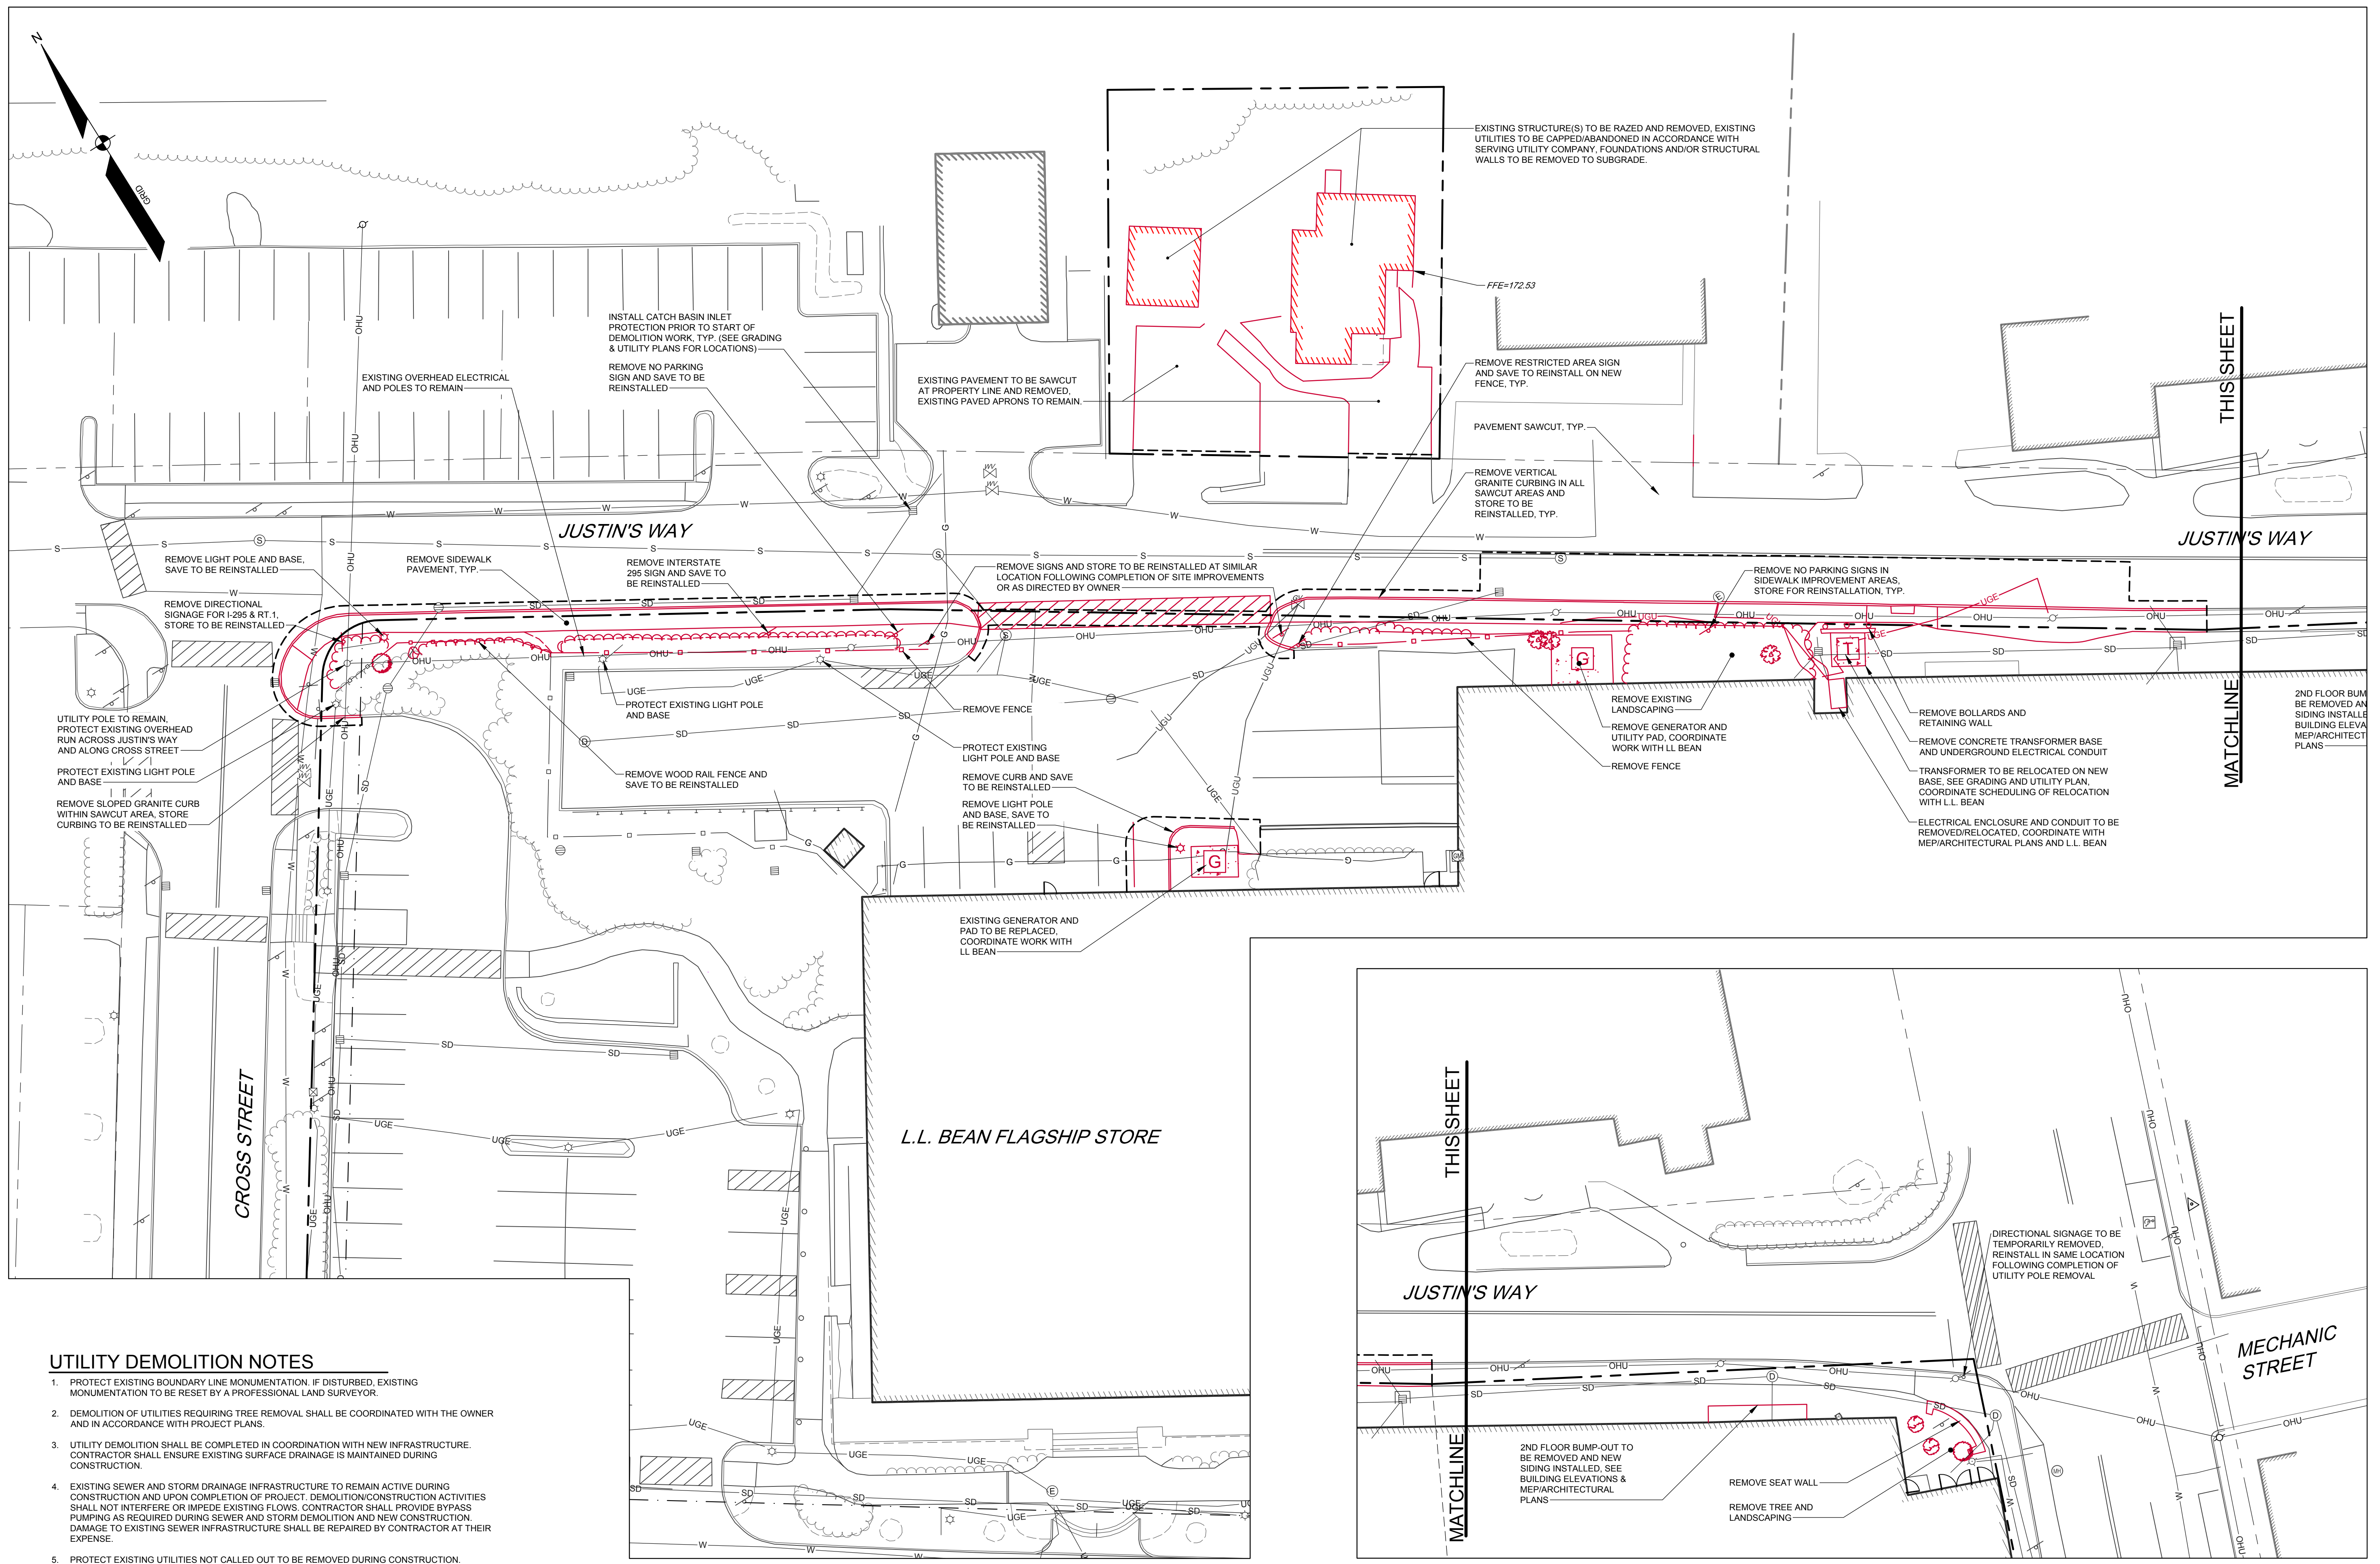 N
GRID
EXISTING STRUCTURE(S) TO BE RAZED AND REMOVED, EXISTING
UTILITIES TO BE CAPPED/ABANDONED IN ACCORDANCE WITH
SERVING UTILITY COMPANY, FOUNDATIONS AND/OR STRUCTURAL
WALLS TO BE REMOVED TO SUBGRADE.
FFE=172.53
INSTALL CATCH BASIN INLET
PROTECTION PRIOR TO START OF
DEMOLITION WORK, TYP. (SEE GRADING
& UTILITY PLANS FOR LOCATIONS)
REMOVE NO PARKING
SIGN AND SAVE TO BE
REINSTALLED
EXISTING OVERHEAD ELECTRICAL
AND POLES TO REMAIN
EXISTING PAVEMENT TO BE SAWCUT
AT PROPERTY LINE AND REMOVED,
EXISTING PAVED APRONS TO REMAIN.
REMOVE RESTRICTED AREA SIGN
AND SAVE TO REINSTALL ON NEW
FENCE, TYP.
PAVEMENT SAWCUT, TYP.
REMOVE VERTICAL
GRANITE CURBING IN ALL
SAWCUT AREAS AND
STORE TO BE
REINSTALLED, TYP.
THIS SHEET
MATCHLINE
JUSTIN'S WAY
JUSTIN'S WAY
REMOVE LIGHT POLE AND BASE,
SAVE TO BE REINSTALLED
REMOVE SIDEWALK
PAVEMENT, TYP.
REMOVE INTERSTATE
295 SIGN AND SAVE TO
BE REINSTALLED
REMOVE SIGNS AND STORE TO BE REINSTALLED AT SIMILAR
LOCATION FOLLOWING COMPLETION OF SITE IMPROVEMENTS
OR AS DIRECTED BY OWNER
REMOVE NO PARKING SIGNS IN
SIDEWALK IMPROVEMENT AREAS,
STORE FOR REINSTALLATION, TYP.
REMOVE DIRECTIONAL
SIGNAGE FOR I-295 & RT.1,
STORE TO BE REINSTALLED
UTILITY POLE TO REMAIN,
PROTECT EXISTING OVERHEAD
RUN ACROSS JUSTIN'S WAY
AND ALONG CROSS STREET
PROTECT EXISTING LIGHT POLE
AND BASE
REMOVE SLOPED GRANITE CURB
WITHIN SAWCUT AREA, STORE
CURBING TO BE REINSTALLED
PROTECT EXISTING LIGHT POLE
AND BASE
REMOVE WOOD RAIL FENCE AND
SAVE TO BE REINSTALLED
REMOVE FENCE
PROTECT EXISTING
LIGHT POLE AND BASE
REMOVE CURB AND SAVE
TO BE REINSTALLED
REMOVE LIGHT POLE
AND BASE, SAVE TO
BE REINSTALLED
EXISTING GENERATOR AND
PAD TO BE REPLACED,
COORDINATE WORK WITH
LL BEAN
REMOVE EXISTING
LANDSCAPING
REMOVE GENERATOR AND
UTILITY PAD, COORDINATE
WORK WITH LL BEAN
REMOVE FENCE
REMOVE BOLLARDS AND
RETAINING WALL
REMOVE CONCRETE TRANSFORMER BASE
AND UNDERGROUND ELECTRICAL CONDUIT
TRANSFORMER TO BE RELOCATED ON NEW
BASE, SEE GRADING AND UTILITY PLAN,
COORDINATE SCHEDULING OF RELOCATION
WITH L.L. BEAN
ELECTRICAL ENCLOSURE AND CONDUIT TO BE
REMOVED/RELOCATED, COORDINATE WITH
MEP/ARCHITECTURAL PLANS AND L.L. BEAN
2ND FLOOR BUM
BE REMOVED AN
SIDING INSTALLE
BUILDING ELEVA
MEP/ARCHITECT
PLANS
G
G
T
CROSS STREET
L.L. BEAN FLAGSHIP STORE
THIS SHEET
MATCHLINE
JUSTIN'S WAY
MECHANIC
STREET
DIRECTIONAL SIGNAGE TO BE
TEMPORARILY REMOVED,
REINSTALL IN SAME LOCATION
FOLLOWING COMPLETION OF
UTILITY POLE REMOVAL
2ND FLOOR BUMP-OUT TO
BE REMOVED AND NEW
SIDING INSTALLED, SEE
BUILDING ELEVATIONS &
MEP/ARCHITECTURAL
PLANS
REMOVE SEAT WALL
REMOVE TREE AND
LANDSCAPING
UTILITY DEMOLITION NOTES
1. PROTECT EXISTING BOUNDARY LINE MONUMENTATION. IF DISTURBED, EXISTING
MONUMENTATION TO BE RESET BY A PROFESSIONAL LAND SURVEYOR.
2. DEMOLITION OF UTILITIES REQUIRING TREE REMOVAL SHALL BE COORDINATED WITH THE OWNER
AND IN ACCORDANCE WITH PROJECT PLANS.
3. UTILITY DEMOLITION SHALL BE COMPLETED IN COORDINATION WITH NEW INFRASTRUCTURE.
CONTRACTOR SHALL ENSURE EXISTING SURFACE DRAINAGE IS MAINTAINED DURING
CONSTRUCTION.
4. EXISTING SEWER AND STORM DRAINAGE INFRASTRUCTURE TO REMAIN ACTIVE DURING
CONSTRUCTION AND UPON COMPLETION OF PROJECT. DEMOLITION/CONSTRUCTION ACTIVITIES
SHALL NOT INTERFERE OR IMPEDE EXISTING FLOWS. CONTRACTOR SHALL PROVIDE BYPASS
PUMPING AS REQUIRED DURING SEWER AND STORM DEMOLITION AND NEW CONSTRUCTION.
DAMAGE TO EXISTING SEWER INFRASTRUCTURE SHALL BE REPAIRED BY CONTRACTOR AT THEIR
EXPENSE.
5. PROTECT EXISTING UTILITIES NOT CALLED OUT TO BE REMOVED DURING CONSTRUCTION.